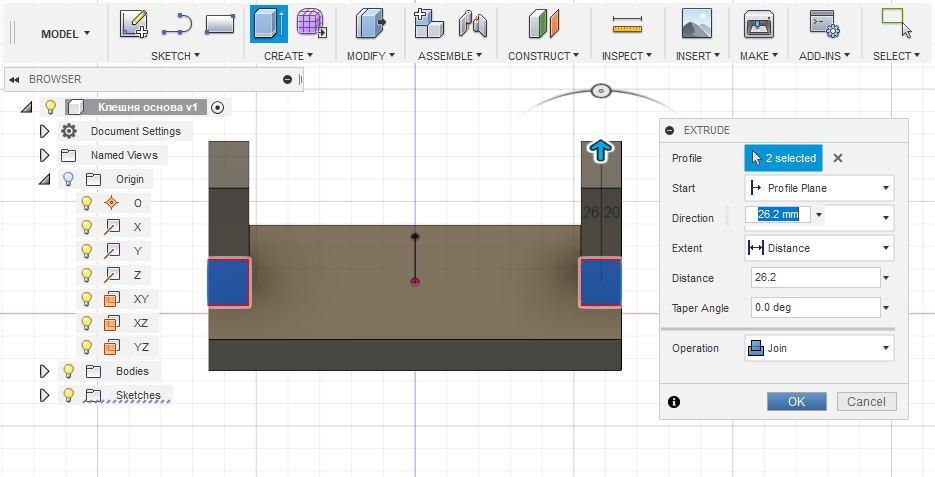 MODEL
SKETCH
CREATE
MODIFY
ASSEMBLE
CONSTRUCT
INSPECT
INSERT
MAKE
ADD-INS
SELECT
BROWSER
Клешня основа v1
Document Settings
Named Views
Origin
O
X
Y
Z
XY
XZ
YZ
Bodies
Sketches
26.20
EXTRUDE
Profile 2 selected
Start Profile Plane
Direction 26.2 mm
Extent Distance
Distance 26.2
Taper Angle 0.0 deg
Operation Join
OK Cancel